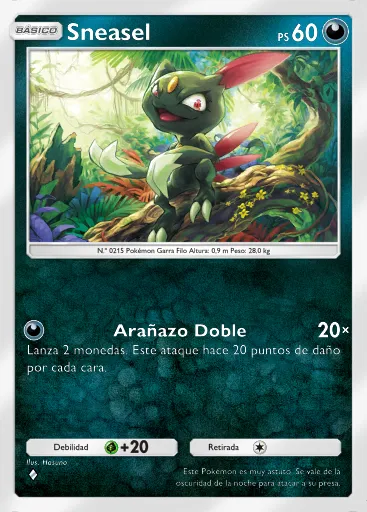 BÁSICO
Sneasel
PS 60
N.º 0215 Pokémon Garra Filo Altura: 0,9 m Peso: 28,0 kg
Arañazo Doble 20×
Lanza 2 monedas. Este ataque hace 20 puntos de daño
por cada cara.
Debilidad +20
Retirada
Ilus. Hasuno
Este Pokémon es muy astuto. Se vale de la
oscuridad de la noche para atacar a su presa.